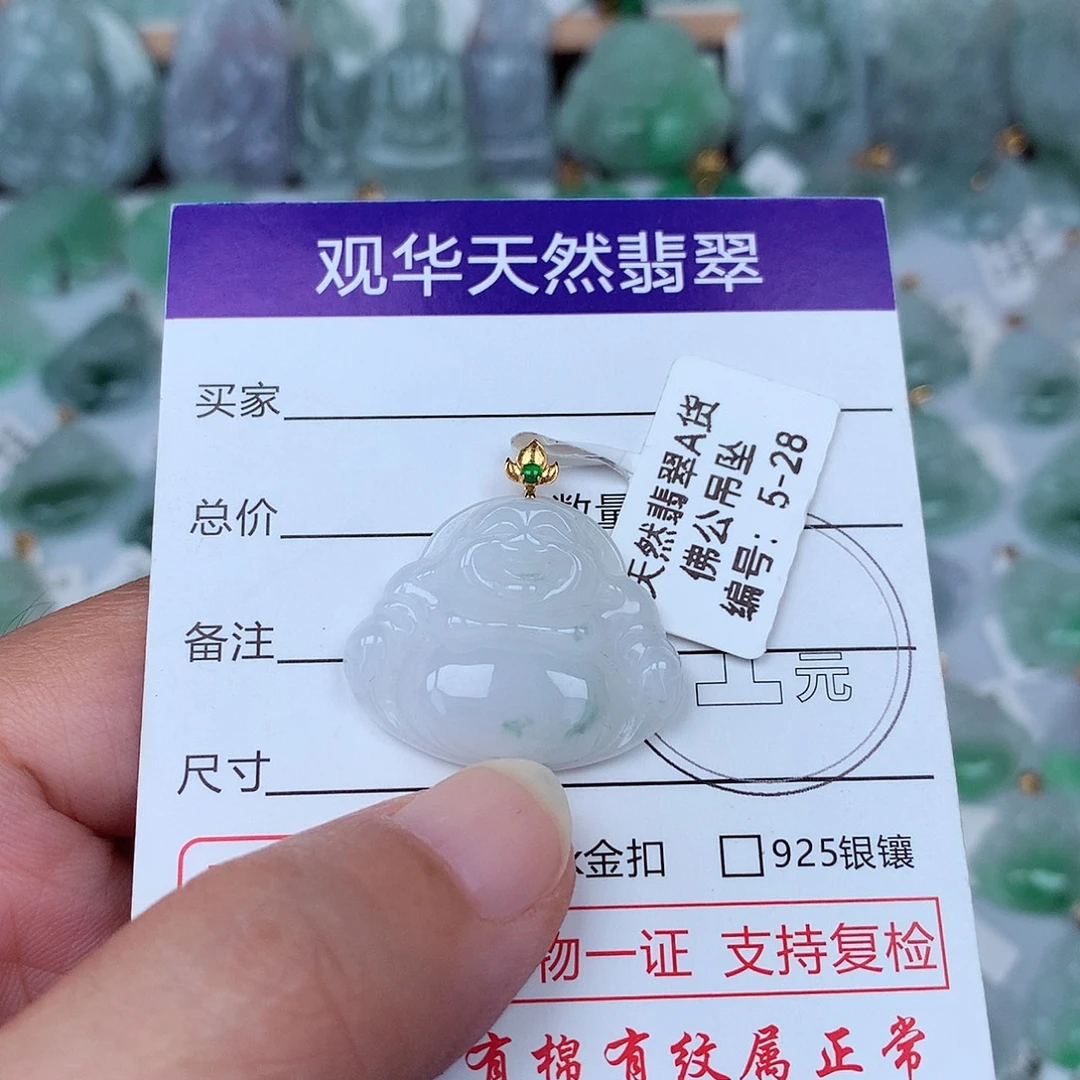 观华天然翡翠
买家
总价
数量
天然翡翠A货
佛公吊坠
编号：5-28
备注
元
尺寸
金扣 925银镶
物一证 支持复检
有棉有纹属正常